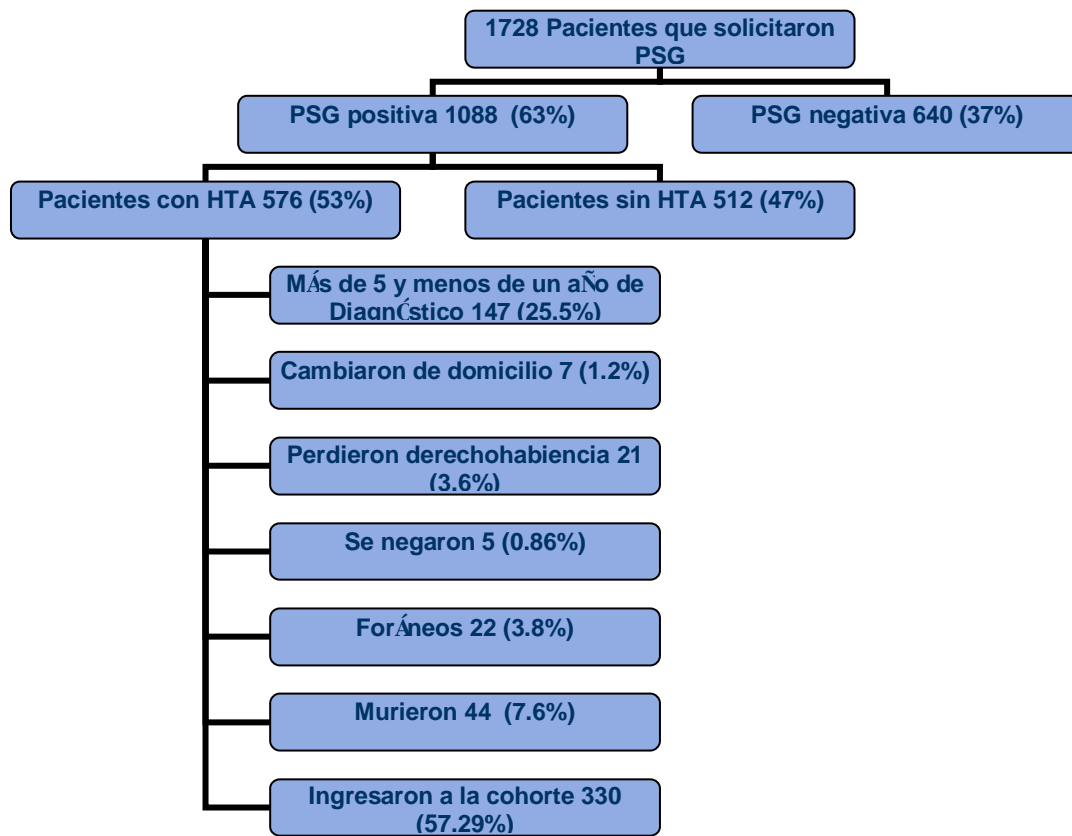 1728 Pacientes que solicitaron
PSG
PSG positiva 1088 (63%)
PSG negativa 640 (37%)
Pacientes con HTA 576 (53%)
Pacientes sin HTA 512 (47%)
MÁs de 5 y menos de un aÑo de
DiagnÓstico 147 (25.5%)
Cambiaron de domicilio 7 (1.2%)
Perdieron derechohabiencia 21
(3.6%)
Se negaron 5 (0.86%)
ForÁneos 22 (3.8%)
Murieron 44 (7.6%)
Ingresaron a la cohorte 330
(57.29%)